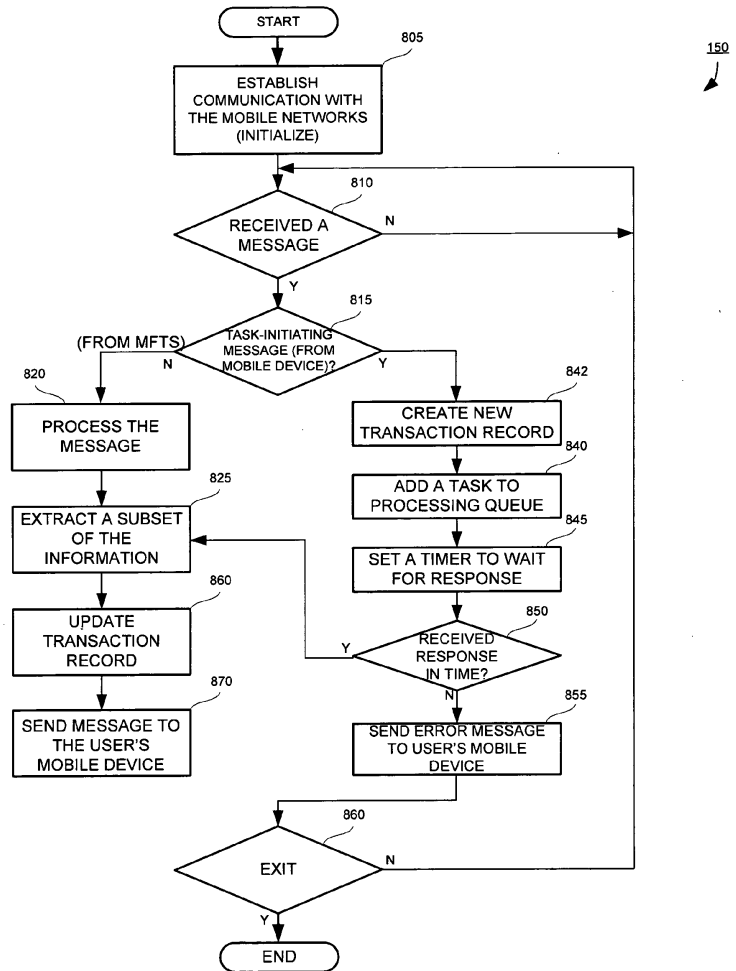 START
805
150
ESTABLISH
COMMUNICATION WITH
THE MOBILE NETWORKS
(INITIALIZE)
810
RECEIVED A
MESSAGE
N
Y
815
(FROM MFTS)
TASK-INITIATING
MESSAGE (FROM
MOBILE DEVICE)?
N
Y
820
842
PROCESS THE
MESSAGE
CREATE NEW
TRANSACTION RECORD
840
825
ADD A TASK TO
PROCESSING QUEUE
EXTRACT A SUBSET
OF THE
INFORMATION
845
SET A TIMER TO WAIT
FOR RESPONSE
860
850
UPDATE
TRANSACTION
RECORD
RECEIVED
RESPONSE
IN TIME?
Y
N
870
855
SEND MESSAGE TO
THE USER'S
MOBILE DEVICE
SEND ERROR MESSAGE
TO USER'S MOBILE
DEVICE
860
EXIT
N
Y
END